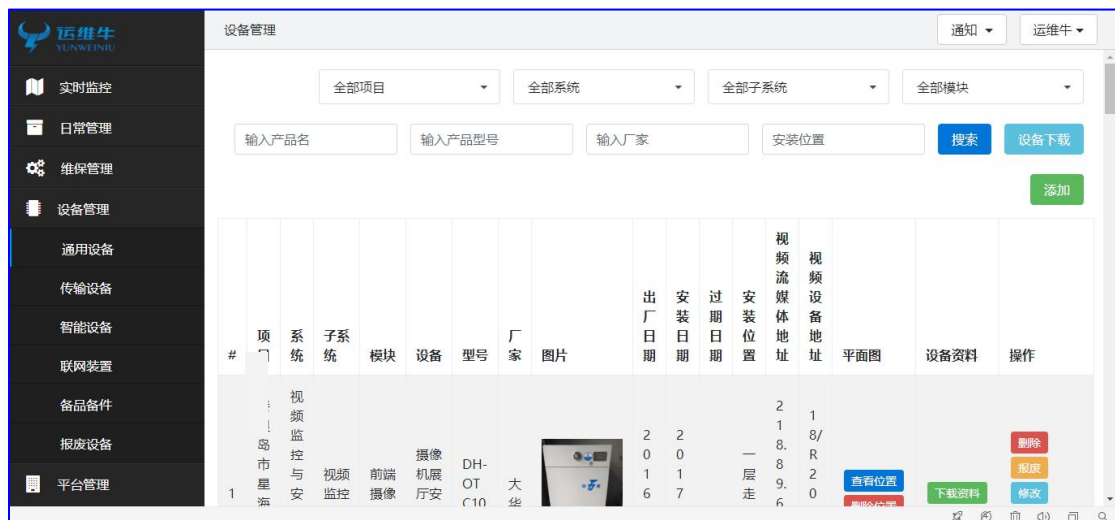 运维牛
YUNWEINIU
设备管理
通知
运维牛
实时监控
日常管理
维保管理
设备管理
通用设备
传输设备
智能设备
联网装置
备品备件
报废设备
平台管理
全部项目
全部系统
全部子系统
全部模块
输入产品名
输入产品型号
输入厂家
安装位置
搜索
设备下载
添加
#
系统
子系统
模块
设备
型号
厂家
图片
出厂日期
安装日期
过期日期
安装位置
视频流媒体地址
视频设备地址
平面图
设备资料
操作
1
岛市星海
视频监控与安
视频监控
前端摄像
摄像机展厅安
DH-
OT
C10
大华
2016
2017
一层走
218.89.6
18/R20
查看位置
删除位置
下载资料
删除
报废
修改